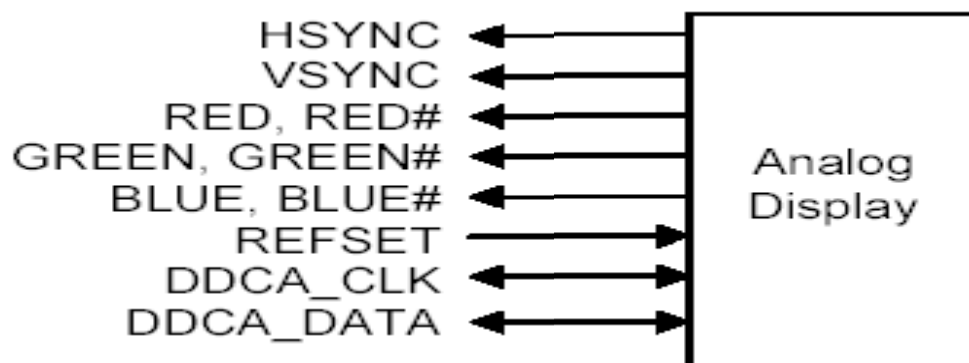 HSYNC
VSYNC
RED, RED#
GREEN, GREEN#
BLUE, BLUE#
REFSET
DDCA_CLK
DDCA_DATA
Analog
Display